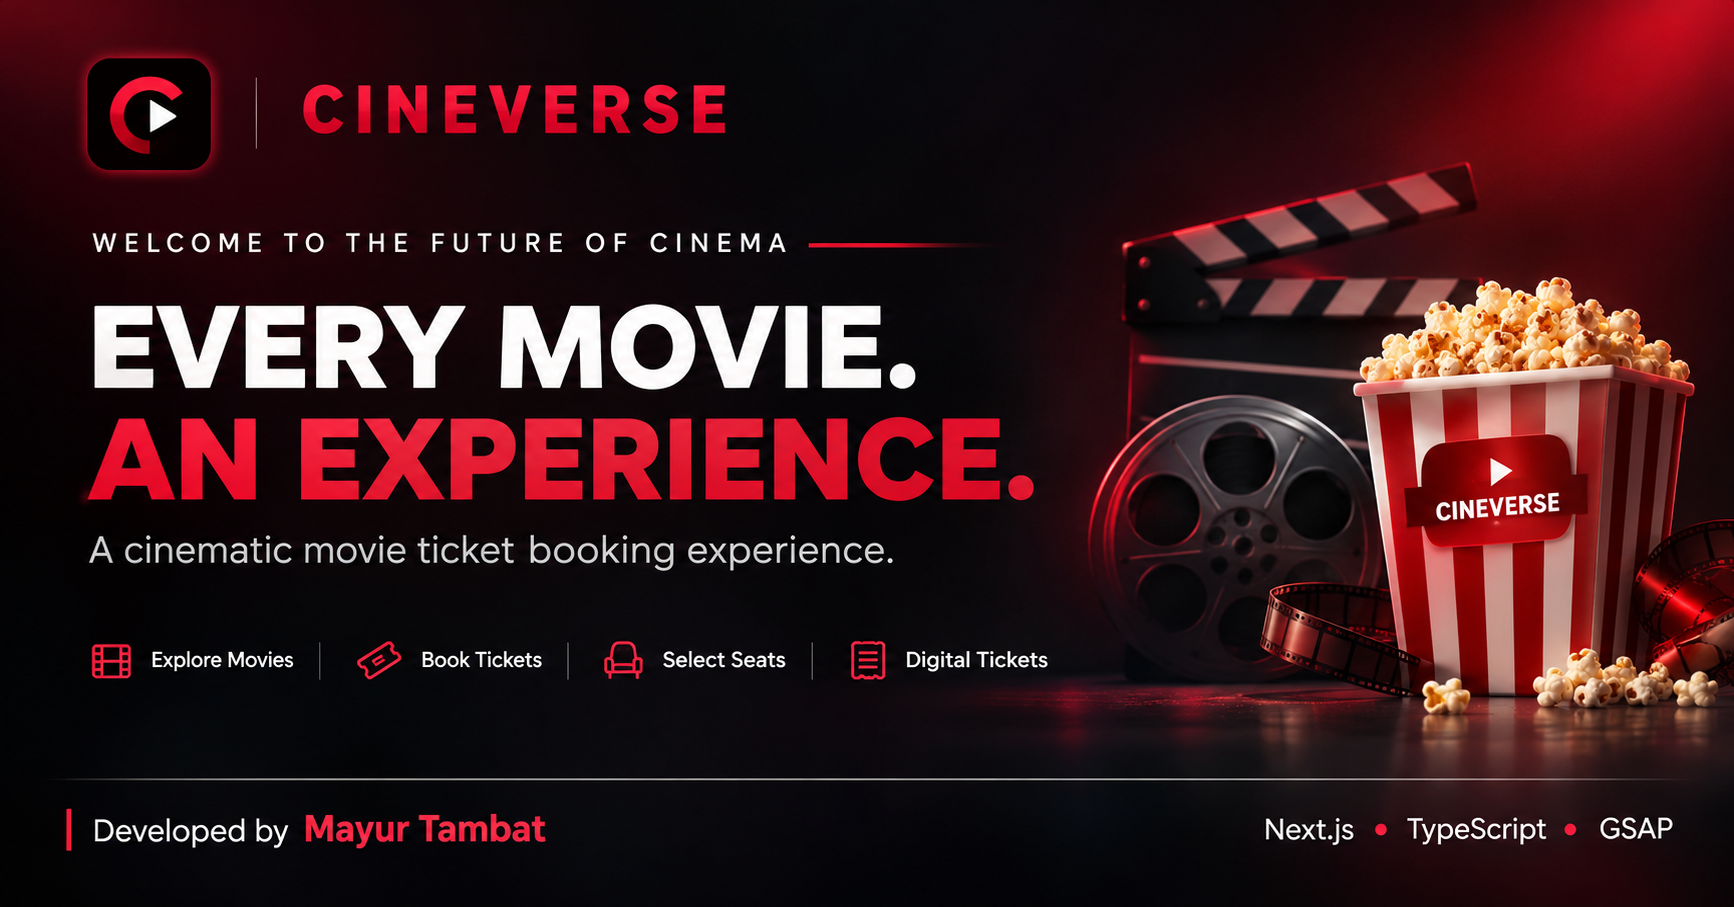 CINEVERSE
WELCOME TO THE FUTURE OF CINEMA
EVERY MOVIE.
AN EXPERIENCE.
A cinematic movie ticket booking experience.
Explore Movies
Book Tickets
Select Seats
Digital Tickets
CINEVERSE
Developed by Mayur Tambat
Next.js • TypeScript • GSAP